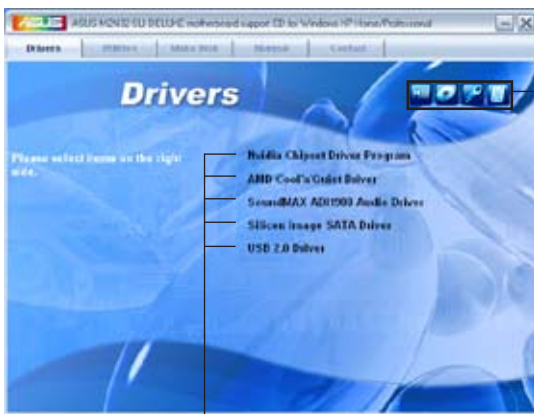 ASUS M2N32-SLI DELUXE motherboard support CD for Windows XP Home/Professional
Drivers Utilities Make Disk Manual Contact
Drivers
Please select items on the right
side.
Nvidia Chipset Driver Program
AMD Cool'n'Quiet Driver
SoundMAX ADI1988 Audio Driver
Silicon Image SATA Driver
USB 2.0 Driver